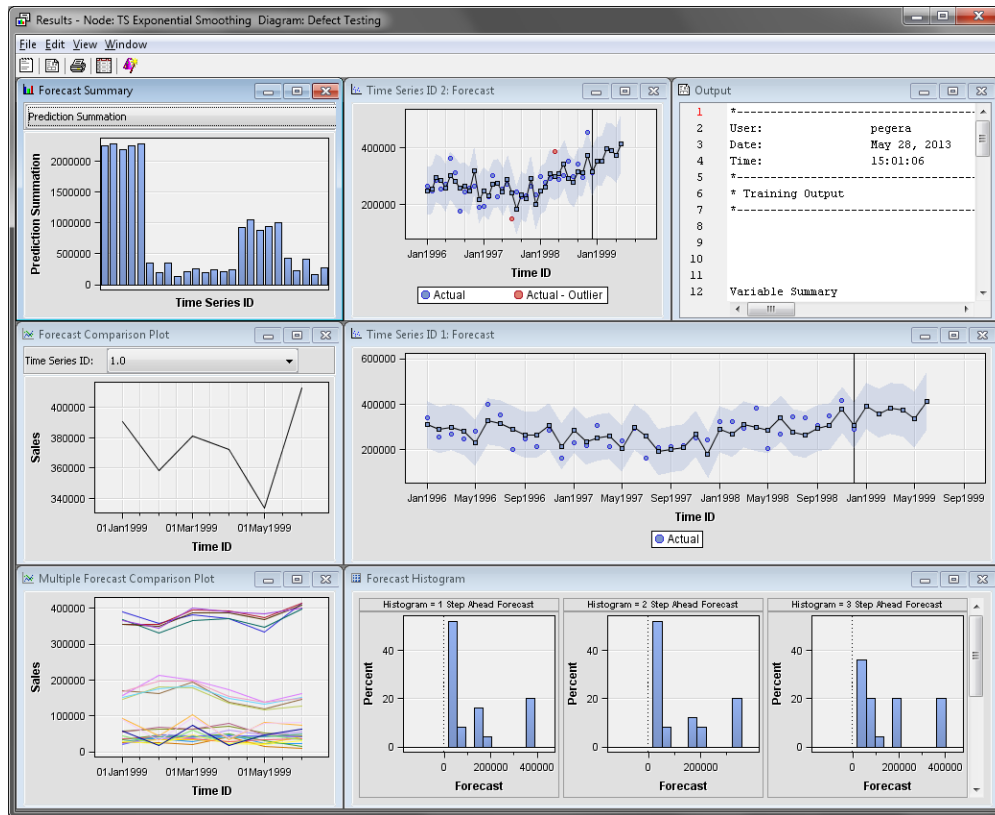 Results - Node: TS Exponential Smoothing Diagram: Defect Testing
File Edit View Window
Forecast Summary
Prediction Summation
Prediction Summation
2000000
1500000
1000000
500000
0
Time Series ID
Time Series ID 2: Forecast
400000
200000
Jan1996 Jan1997 Jan1998 Jan1999
Time ID
Actual Actual - Outlier
Output
1 *----------------------------------
2 User: pegera
3 Date: May 28, 2013
4 Time: 15:01:06
5 *----------------------------------
6 * Training Output
7 *----------------------------------
8
9
10
11
12 Variable Summary
Forecast Comparison Plot
Time Series ID: 1.0
Sales
400000
380000
360000
340000
01Jan1999 01Mar1999 01May1999
Time ID
Time Series ID 1: Forecast
600000
400000
200000
Jan1996 May1996 Sep1996 Jan1997 May1997 Sep1997 Jan1998 May1998 Sep1998 Jan1999 May1999 Sep1999
Time ID
Actual
Multiple Forecast Comparison Plot
Sales
400000
300000
200000
100000
0
01Jan1999 01Mar1999 01May1999
Time ID
Forecast Histogram
Histogram = 1 Step Ahead Forecast
Percent
40
20
0
0 200000 400000
Forecast
Histogram = 2 Step Ahead Forecast
Percent
40
20
0
0 200000
Forecast
Histogram = 3 Step Ahead Forecast
Percent
40
20
0
0 200000 400000
Forecast